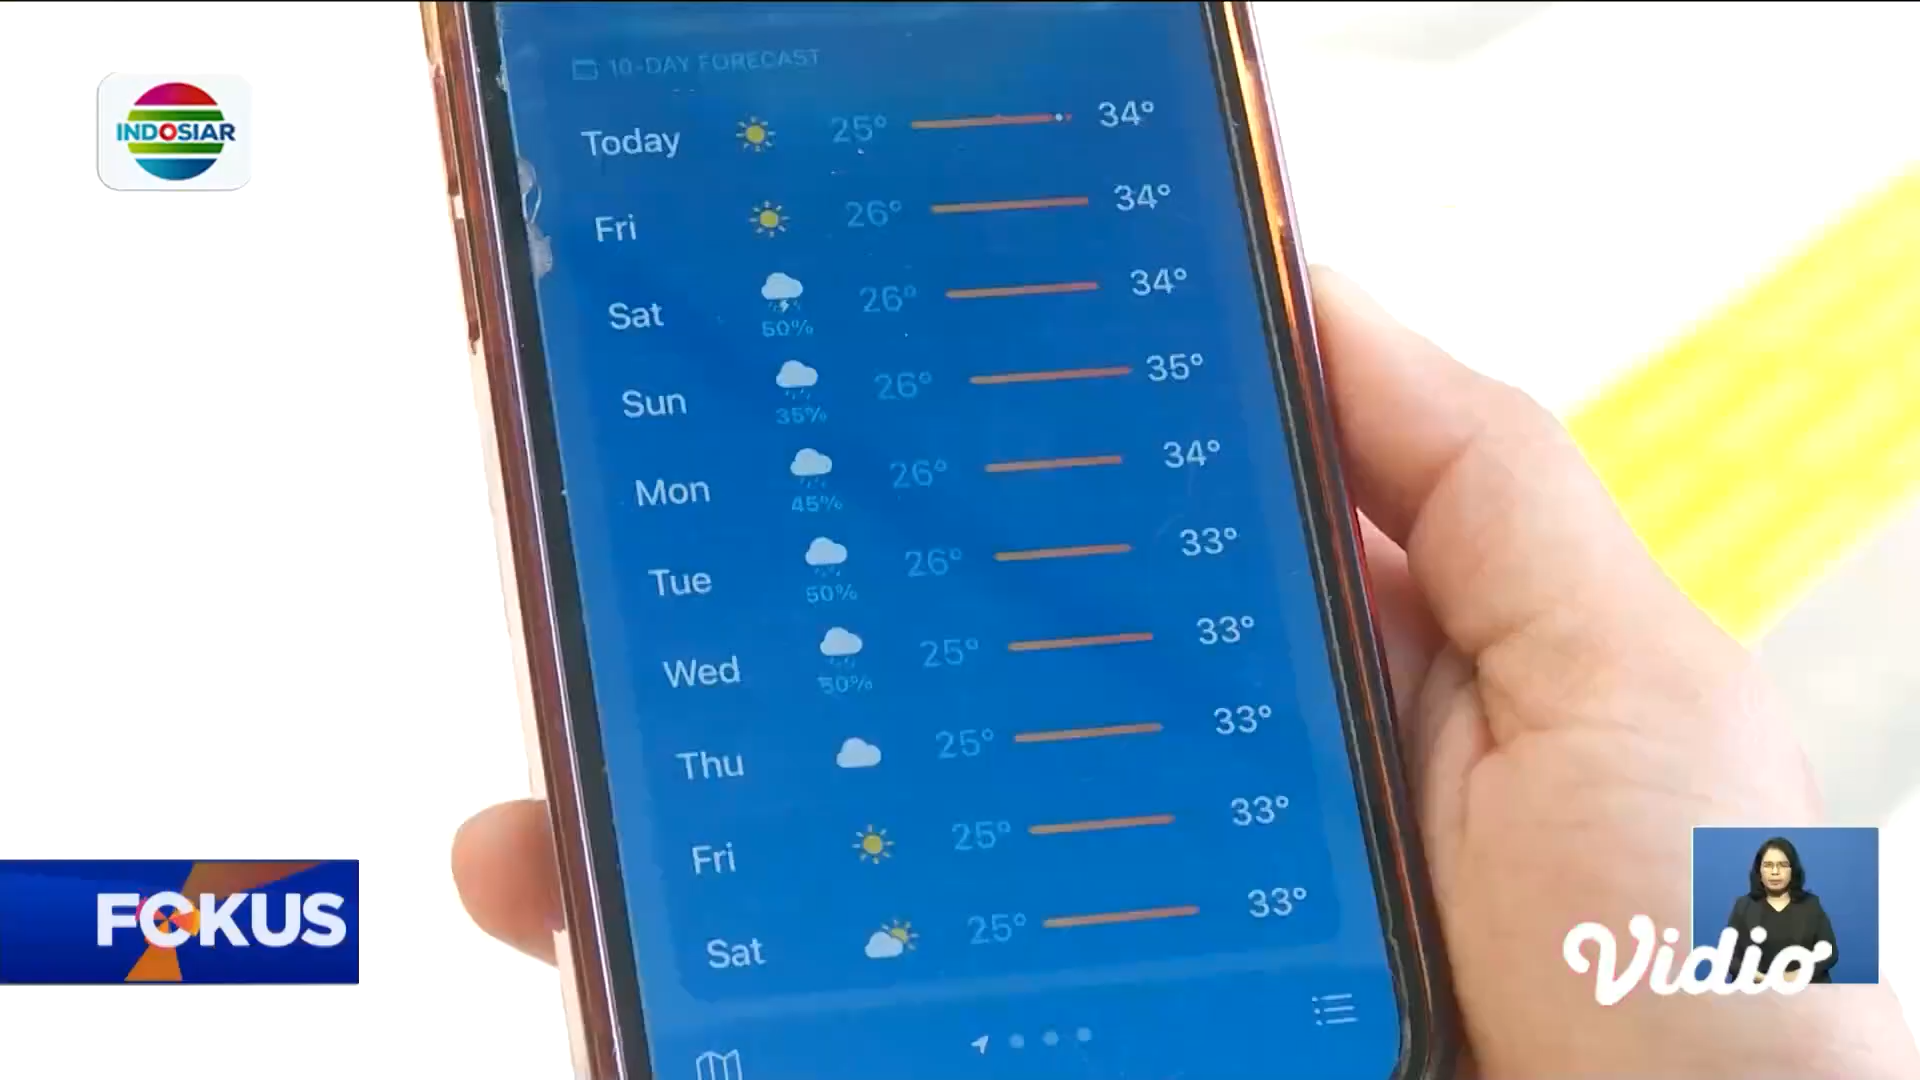 INDOSIAR
10-DAY FORECAST
Today 25° 34°
Fri 26° 34°
Sat 50% 26° 34°
Sun 35% 26° 35°
Mon 45% 26° 34°
Tue 50% 26° 33°
Wed 50% 25° 33°
Thu 25° 33°
Fri 25° 33°
Sat 25° 33°
FOKUS
Vidio